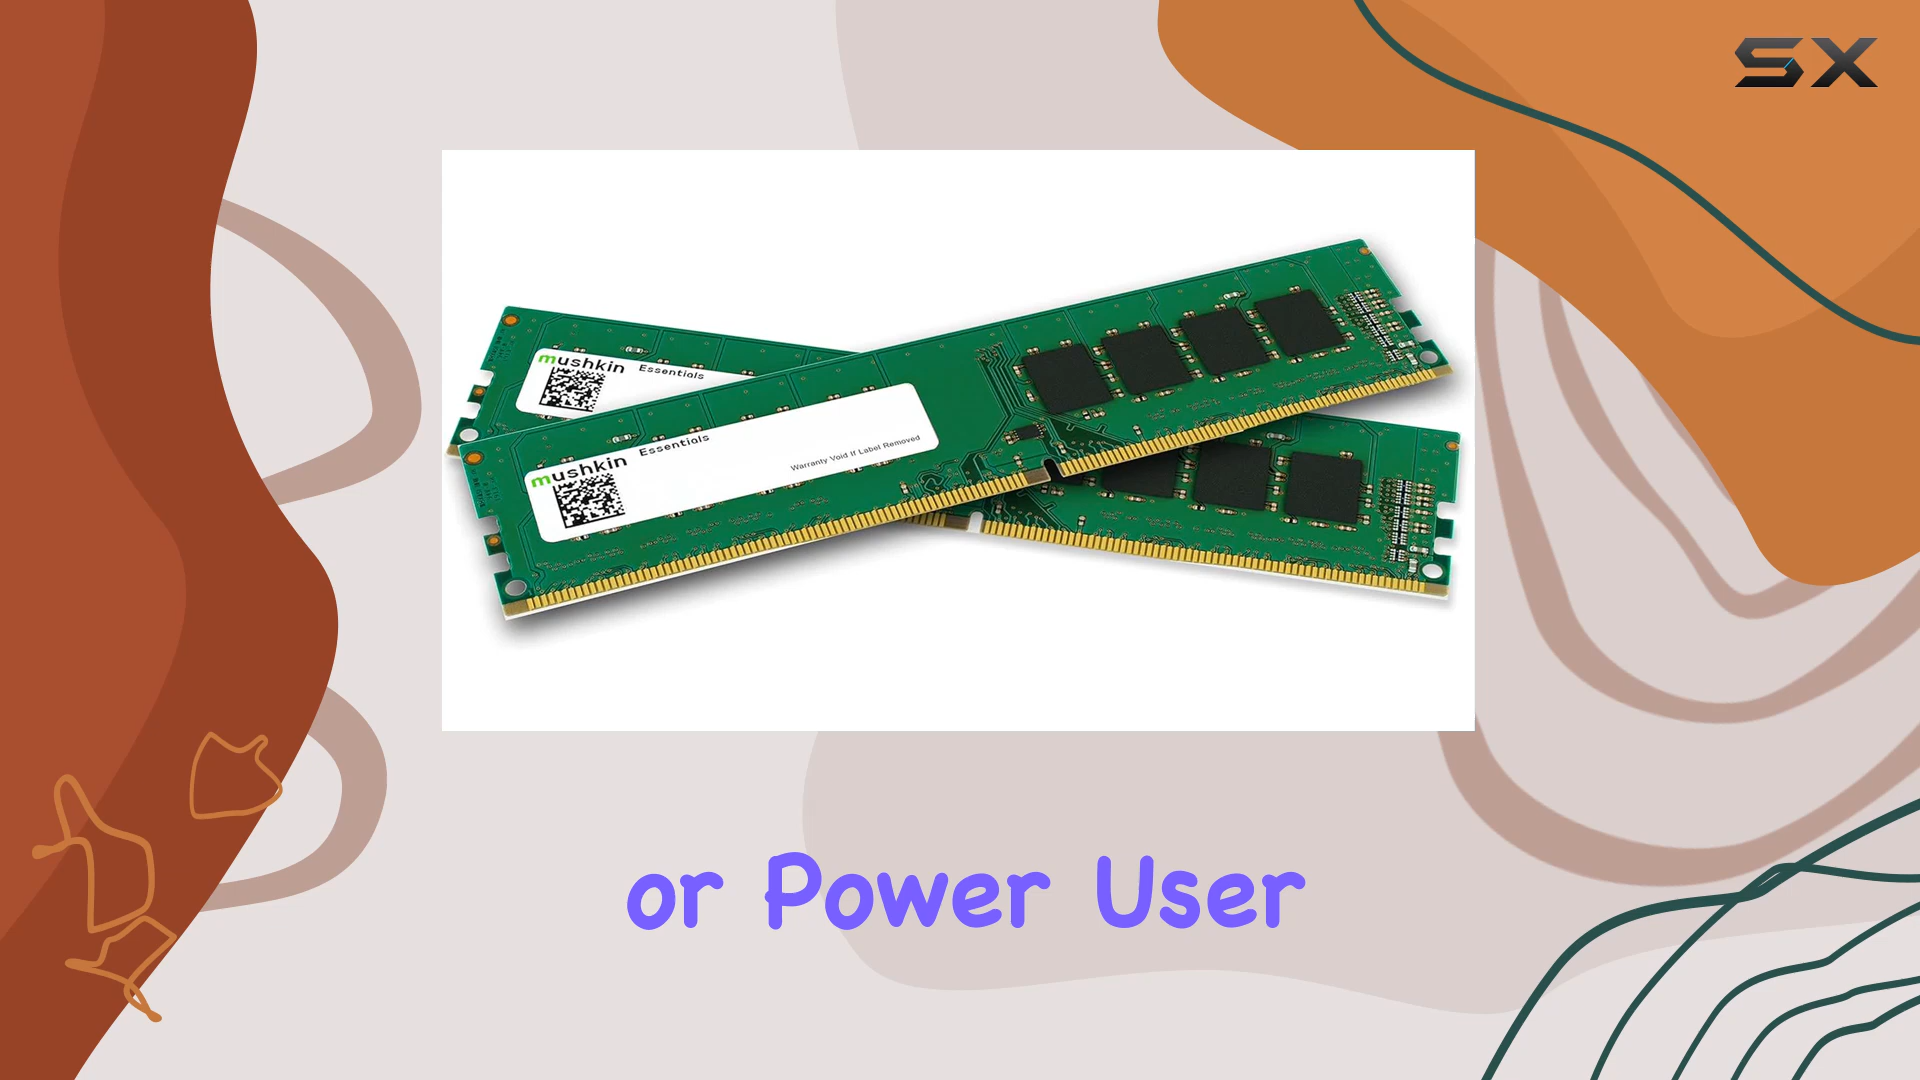 SX
mushkin
Essentials
mushkin
Essentials
Warranty Void If Label Removed
or Power User